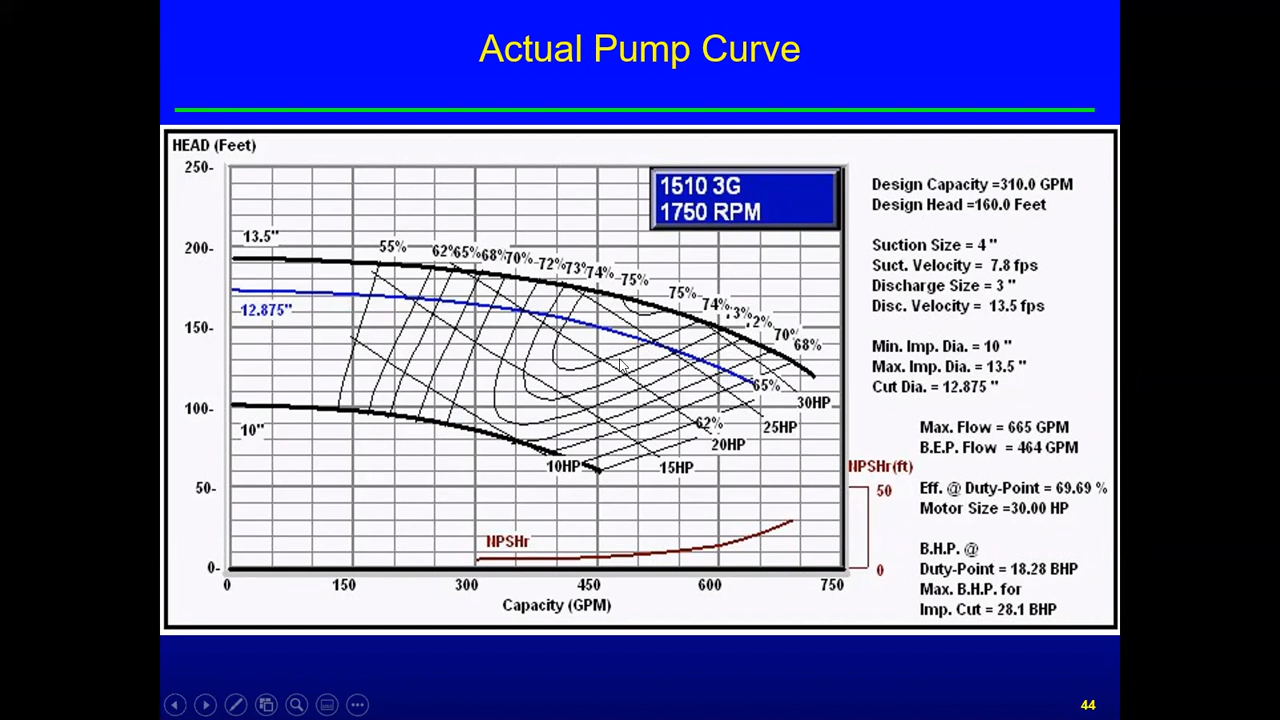 Actual Pump Curve
HEAD (Feet)
250-
200-
150-
100-
50-
0-
1510 3G
1750 RPM
13.5"
12.875"
10"
55%
62%
65%
68%
70%
72%
73%
74%
75%
75%
74%
73%
72%
70%
68%
65%
62%
30HP
25HP
20HP
15HP
10HP
NPSHr
0
150
300
450
600
750
Capacity (GPM)
NPSHr(ft)
50
0
Design Capacity =310.0 GPM
Design Head =160.0 Feet
Suction Size = 4 "
Suct. Velocity = 7.8 fps
Discharge Size = 3 "
Disc. Velocity = 13.5 fps
Min. Imp. Dia. = 10 "
Max. Imp. Dia. = 13.5 "
Cut Dia. = 12.875 "
Max. Flow = 665 GPM
B.E.P. Flow = 464 GPM
Eff. @ Duty-Point = 69.69 %
Motor Size =30.00 HP
B.H.P. @
Duty-Point = 18.28 BHP
Max. B.H.P. for
Imp. Cut = 28.1 BHP
44